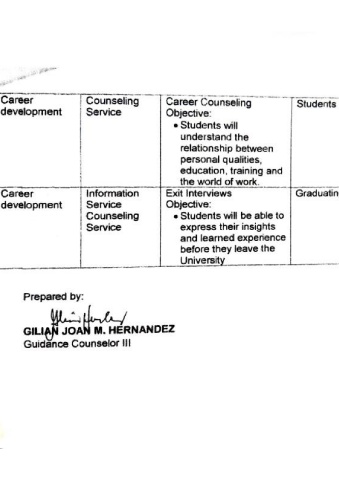 Career development
Counseling Service
Career Counseling
Objective:
• Students will
understand the
relationship between
personal qualities,
education, training and
the world of work.
Students
Career development
Information
Service
Counseling
Service
Exit Interviews
Objective:
• Students will be able to
express their insights
and learned experience
before they leave the
University
Graduatin
Prepared by:
GILIAN JOAN M. HERNANDEZ
Guidance Counselor III